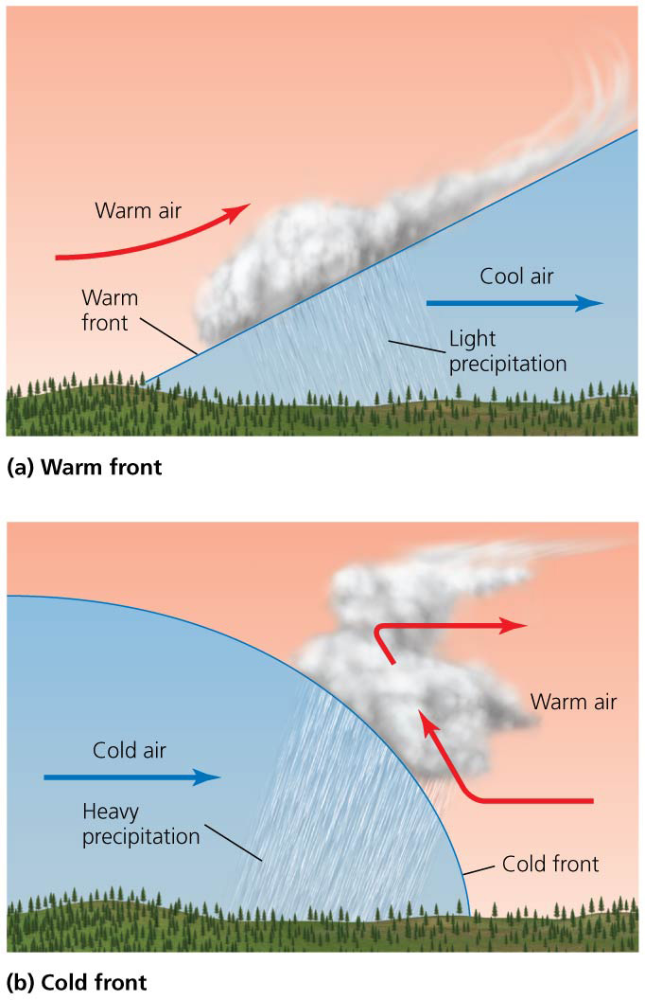 Warm air
Cool air
Warm
front
Light
precipitation
(a) Warm front
Warm air
Cold air
Heavy
precipitation
Cold front
(b) Cold front